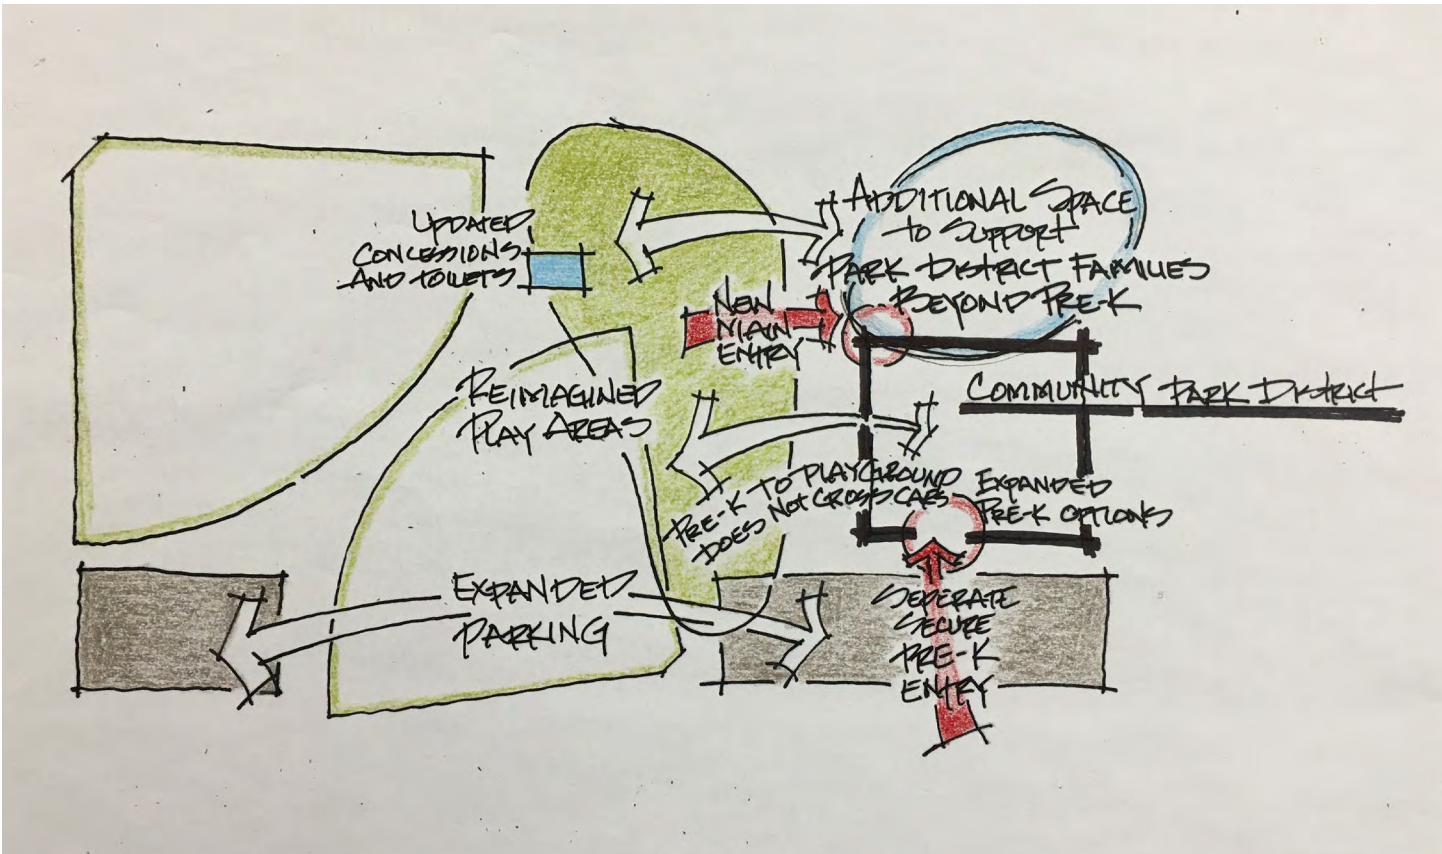 UPDATED
CONCESSIONS
AND TOILETS
ADDITIONAL SPACE
to SUPPORT
PARK DISTRICT FAMILIES
BEYOND PRE-K
NEW
MAIN
ENTRY
REIMAGINED
PLAY AREAS
COMMUNITY PARK DISTRICT
PRE-K TO PLAYGROUND
DOES NOT CROSS CARS
EXPANDED
PRE-K OPTIONS
EXPANDED
PARKING
SEPERATE
SECURE
PRE-K
ENTRY